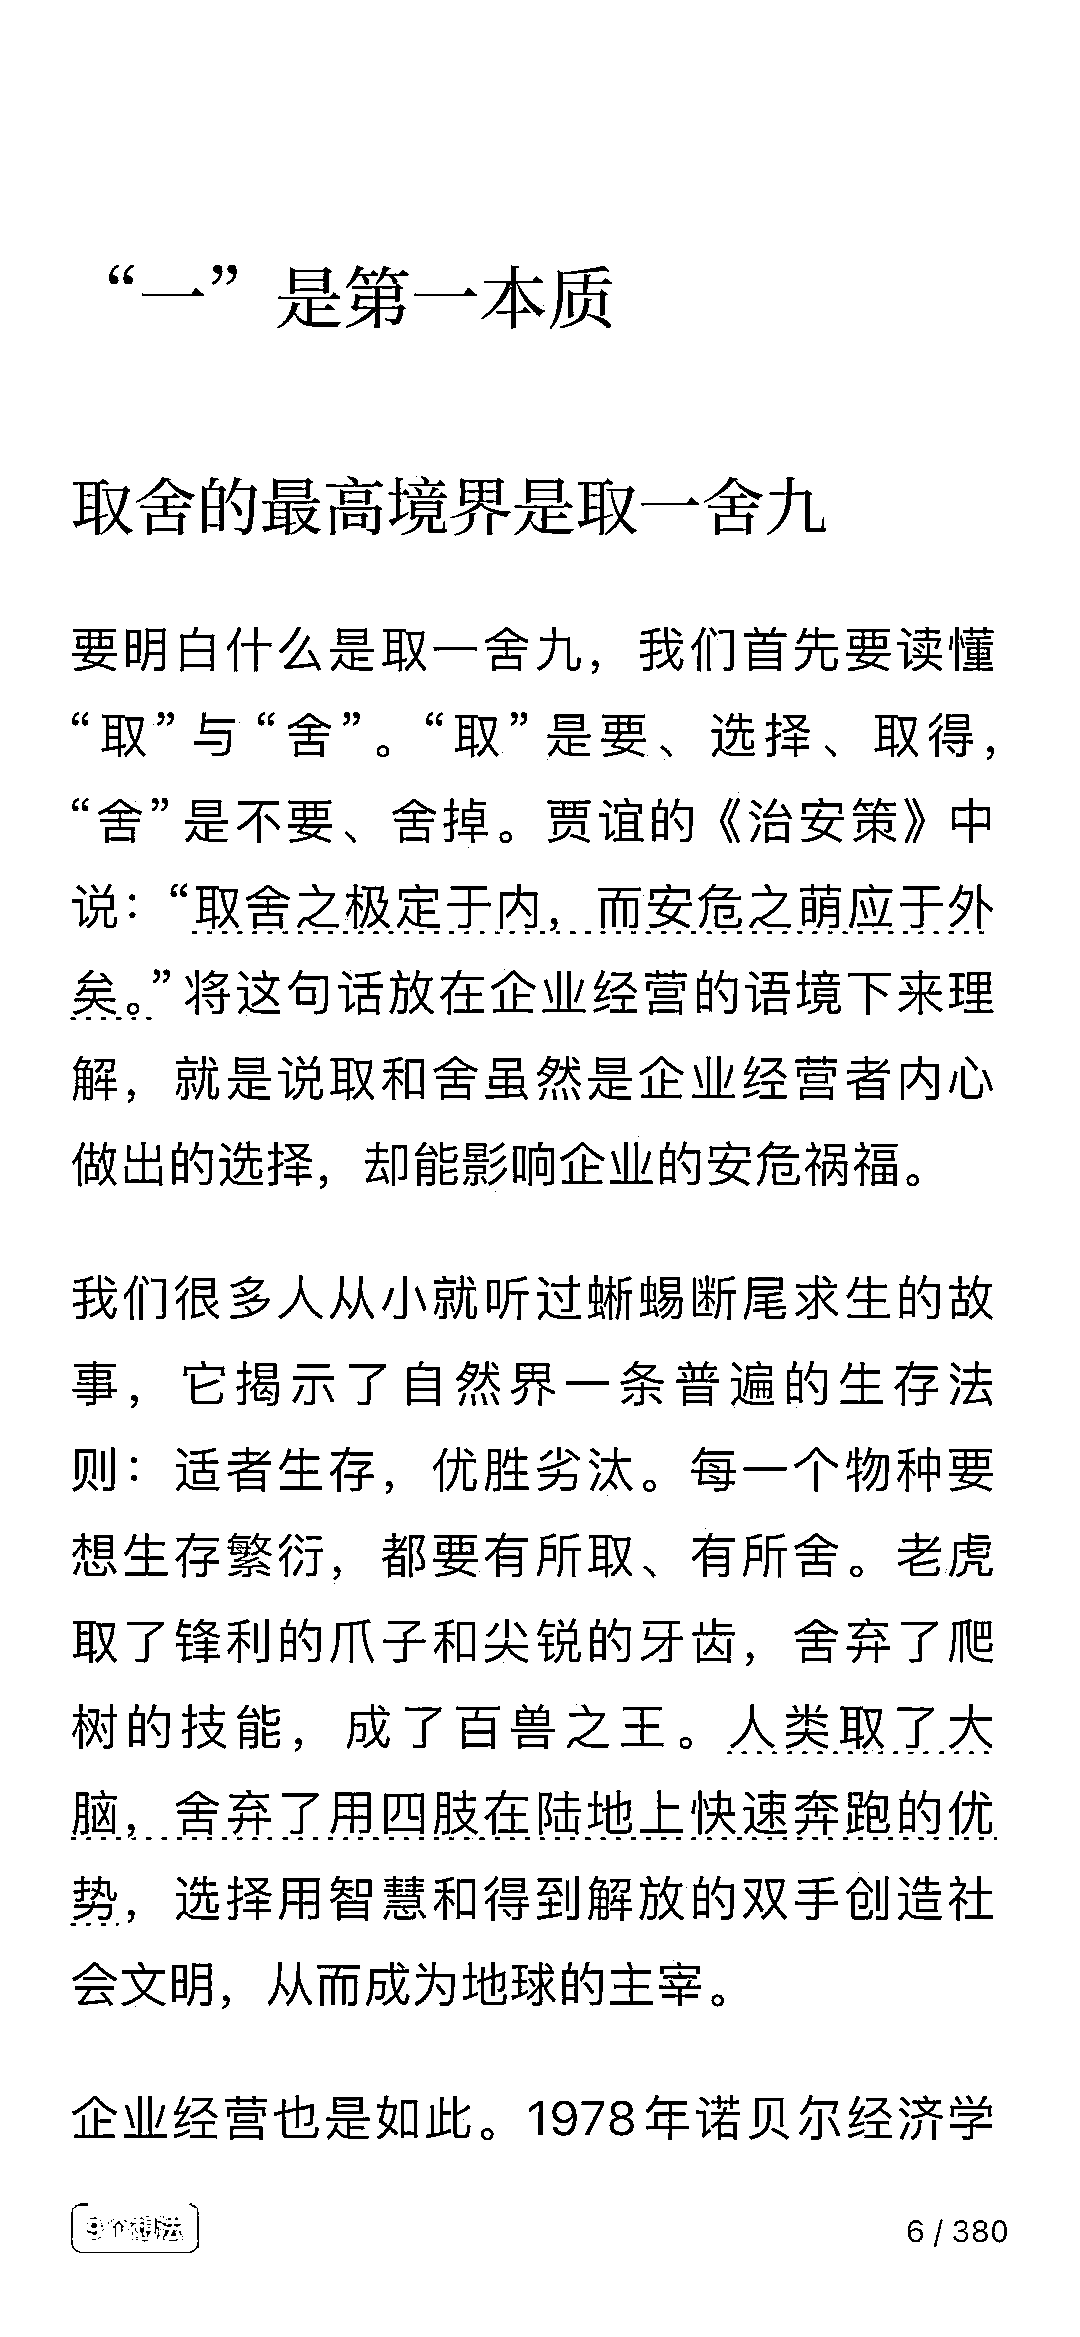 “一”是第一本质
取舍的最高境界是取一舍九
要明白什么是取一舍九，我们首先要读懂
“取”与“舍”。“取”是要、选择、取得，
“舍”是不要、舍掉。贾谊的《治安策》中
说：“取舍之极定于内，而安危之萌应于外
矣。”将这句话放在企业经营的语境下来理
解，就是说取和舍虽然是企业经营者内心
做出的选择，却能影响企业的安危祸福。
我们很多人从小就听过蜥蜴断尾求生的故
事，它揭示了自然界一条普遍的生存法
则：适者生存，优胜劣汰。每一个物种要
想生存繁衍，都要有所取、有所舍。老虎
取了锋利的爪子和尖锐的牙齿，舍弃了爬
树的技能，成了百兽之王。人类取了大
脑，舍弃了用四肢在陆地上快速奔跑的优
势，选择用智慧和得到解放的双手创造社
会文明，从而成为地球的主宰。
企业经营也是如此。1978年诺贝尔经济学
9个想法
6 / 380